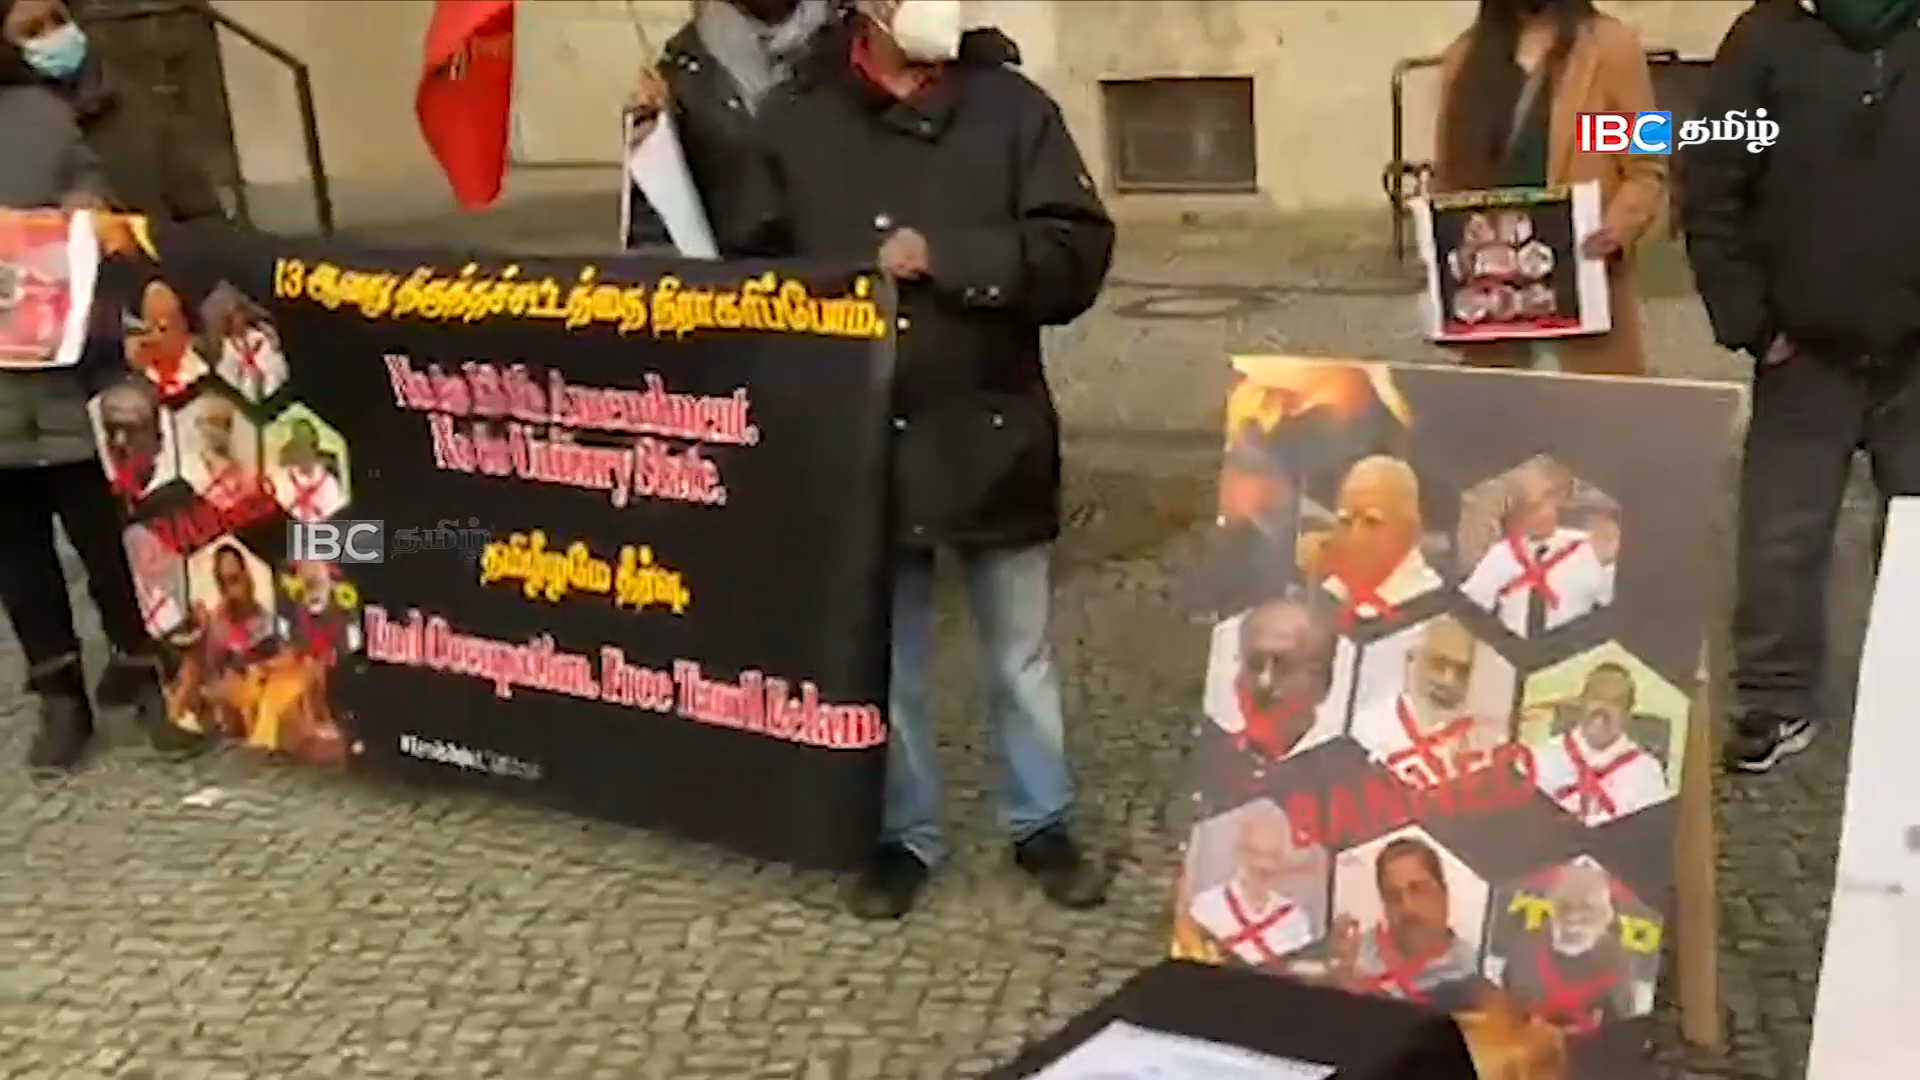 IBC தமிழ்
13 ஆவது திருத்தச்சட்டத்தை நிராகரிப்போம்.
No to 13th Amendment.
No to Unitary State.
IBC தமிழ்
தமிழீழமே தீர்வு.
End Occupation. Free Tamil Eelam.
BANNED
BANNED